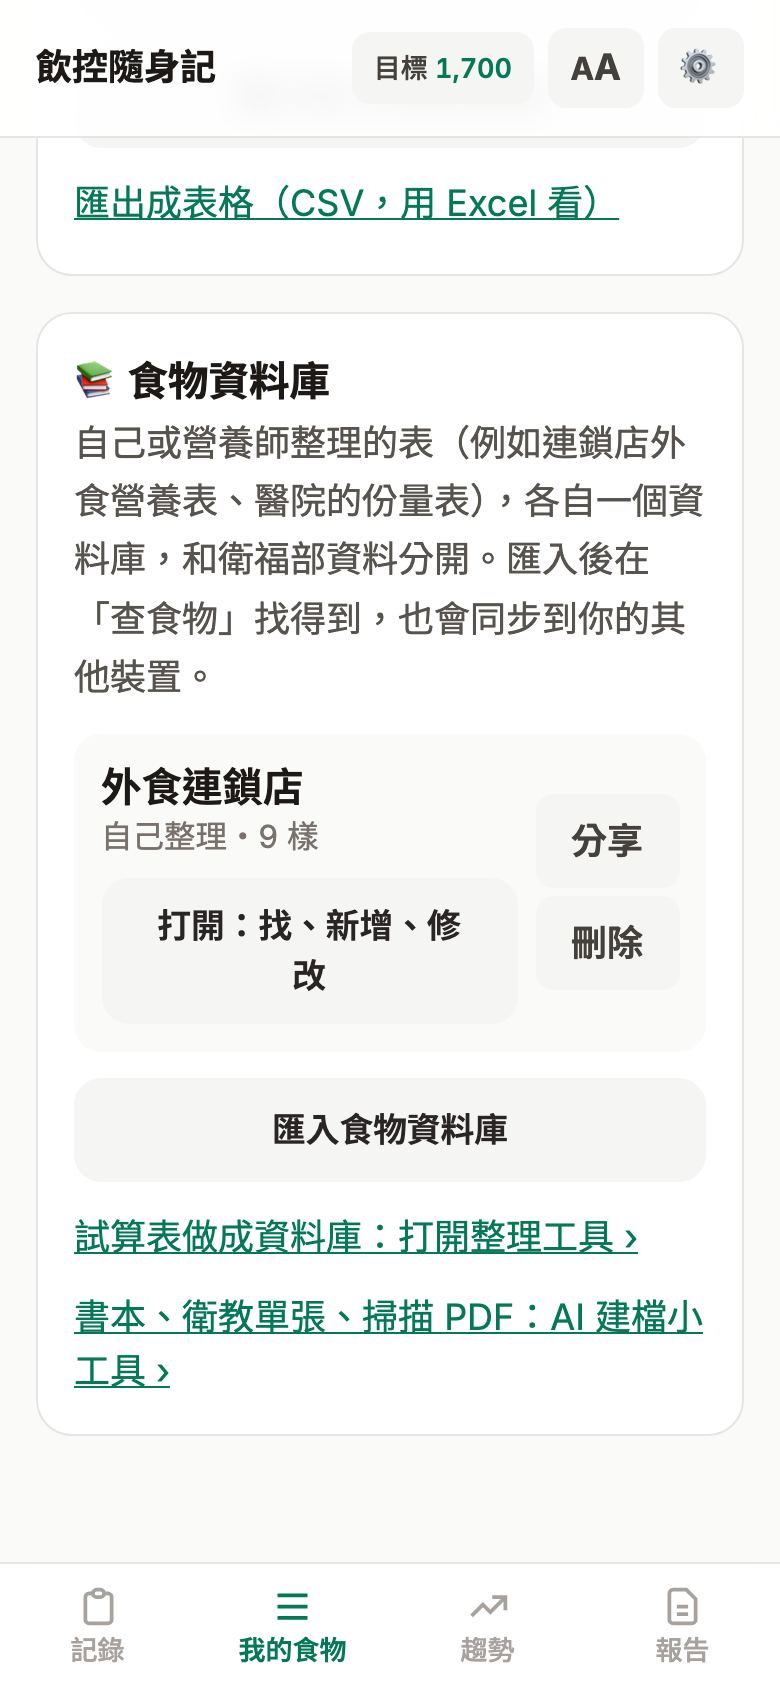 飲控隨身記
目標 1,700
AA
匯出成表格（CSV，用 Excel 看）
食物資料庫
自己或營養師整理的表（例如連鎖店外
食營養表、醫院的份量表），各自一個資
料庫，和衛福部資料分開。匯入後在
「查食物」找得到，也會同步到你的其
他裝置。
外食連鎖店
自己整理・9 樣
分享
打開：找、新增、修
改
刪除
匯入食物資料庫
試算表做成資料庫：打開整理工具 ›
書本、衛教單張、掃描 PDF：AI 建檔小
工具 ›
記錄
我的食物
趨勢
報告